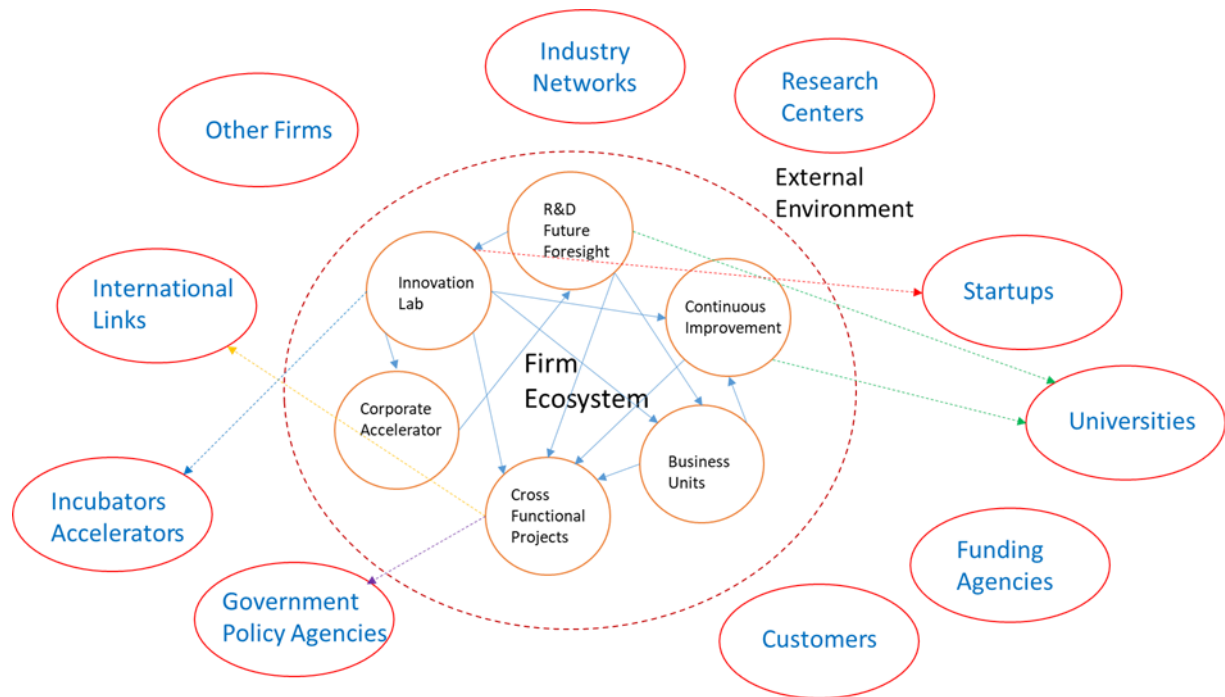 Industry
Networks
Research
Centers
Other Firms
External
Environment
R&D
Future
Foresight
Innovation
Lab
International
Links
Startups
Continuous
Improvement
Firm
Ecosystem
Corporate
Accelerator
Universities
Business
Units
Cross
Functional
Projects
Incubators
Accelerators
Funding
Agencies
Government
Policy Agencies
Customers